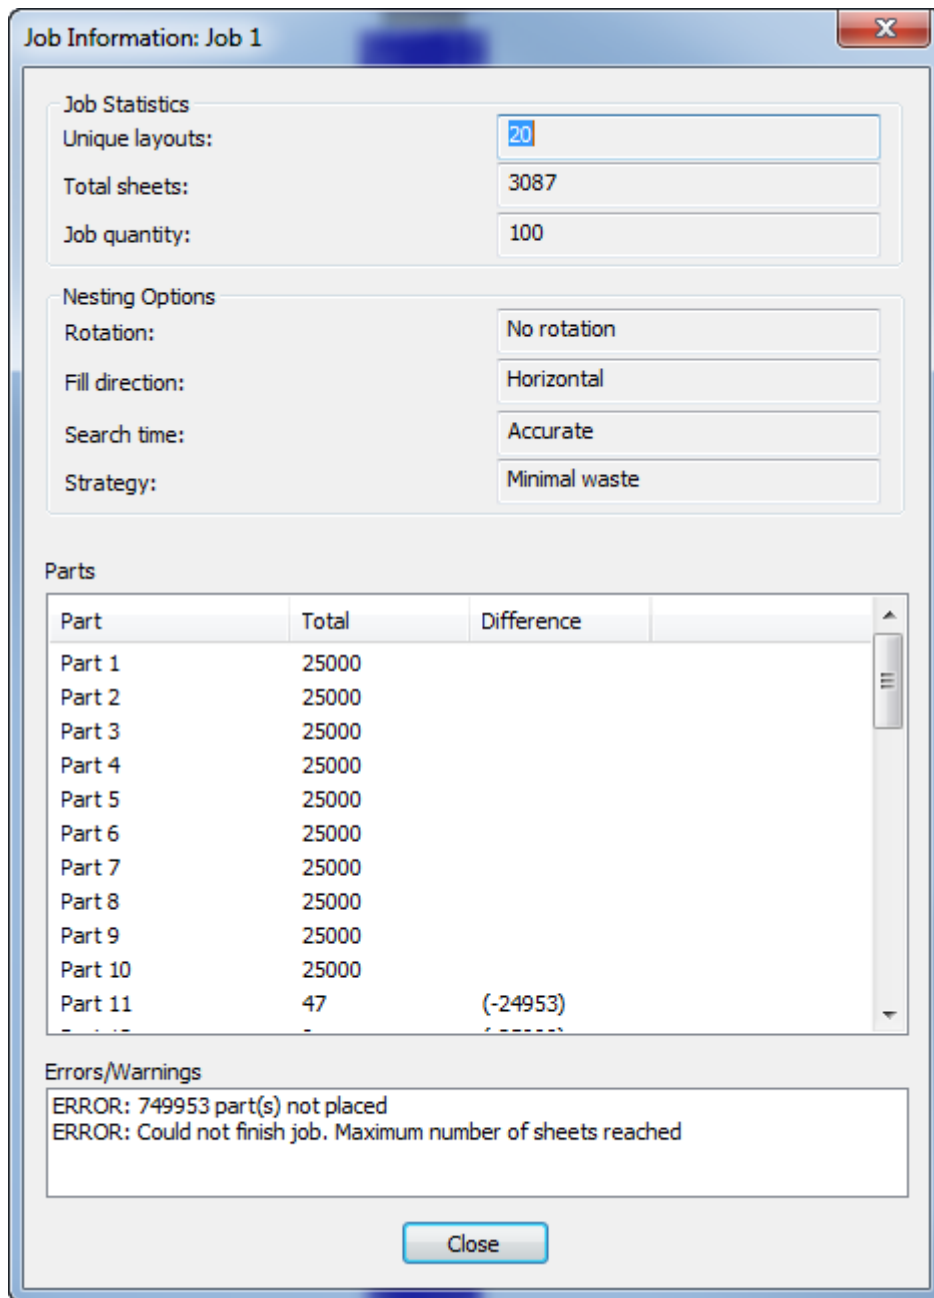 Job Information: Job 1
Job Statistics
Unique layouts: 20
Total sheets: 3087
Job quantity: 100
Nesting Options
Rotation: No rotation
Fill direction: Horizontal
Search time: Accurate
Strategy: Minimal waste
Parts
Part Total Difference
Part 1 25000
Part 2 25000
Part 3 25000
Part 4 25000
Part 5 25000
Part 6 25000
Part 7 25000
Part 8 25000
Part 9 25000
Part 10 25000
Part 11 47 (-24953)
Errors/Warnings
ERROR: 749953 part(s) not placed
ERROR: Could not finish job. Maximum number of sheets reached
Close